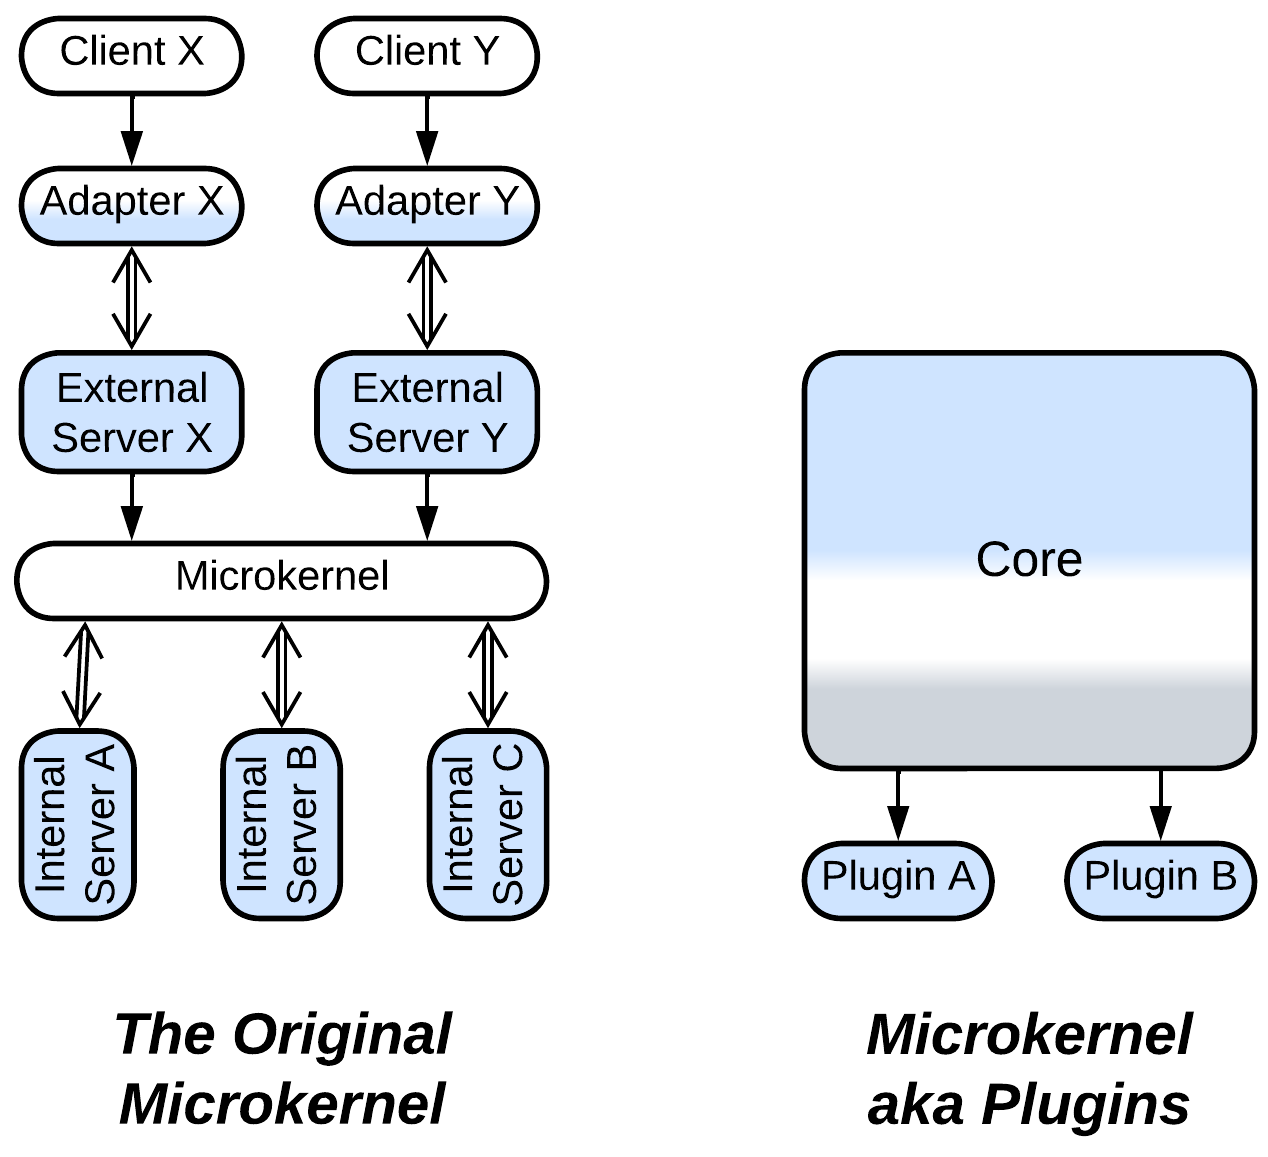 Client X
Client Y
Adapter X
Adapter Y
External
Server X
External
Server Y
Microkernel
Internal
Server A
Internal
Server B
Internal
Server C
The Original
Microkernel
Core
Plugin A
Plugin B
Microkernel
aka Plugins